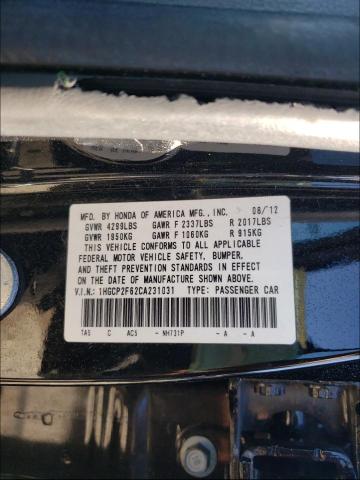 MFD. BY HONDA OF AMERICA MFG., INC. 06/12
GVWR 4299LBS GAWR F 2337LBS R 2017LBS
GVWR 1950KG GAWR F 1060KG R 915KG
THIS VEHICLE CONFORMS TO ALL APPLICABLE
FEDERAL MOTOR VEHICLE SAFETY, BUMPER,
AND THEFT PREVENTION STANDARDS IN EFFECT
ON THE DATE OF MANUFACTURE SHOWN ABOVE.
V.I.N.: 1HGCP2F62CA231031 TYPE: PASSENGER CAR
TA5 C AC5 - NH731P - A - A